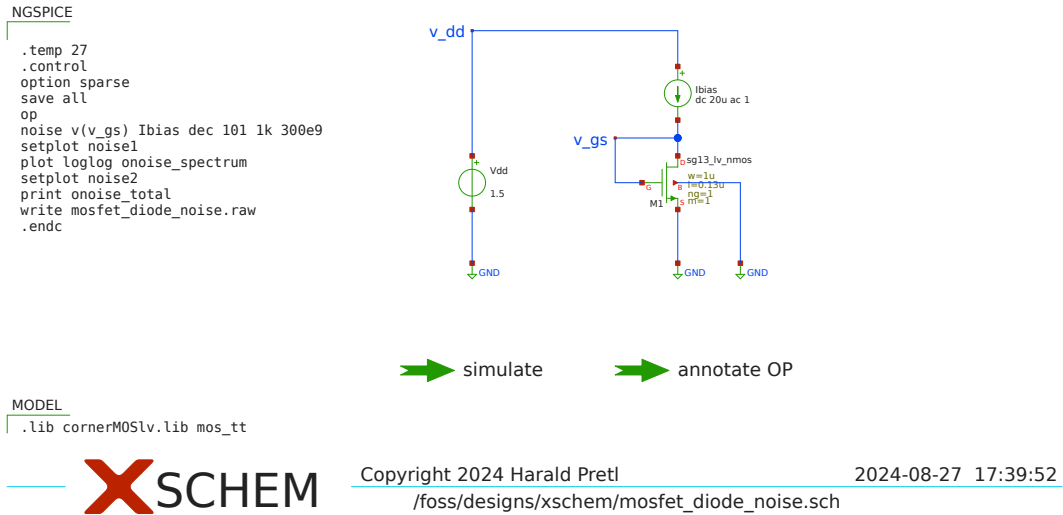 NGSPICE
.temp 27
.control
option sparse
save all
op
noise v(v_gs) Ibias dec 101 1k 300e9
setplot noise1
plot loglog onoise_spectrum
setplot noise2
print onoise_total
write mosfet_diode_noise.raw
.endc
v_dd
+
Ibias
dc 20u ac 1
v_gs
+
Vdd
1.5
D
sg13_lv_nmos
w=1u
l=0.13u
ng=1
m=1
G
B
S
M1
GND
GND
GND
simulate
annotate OP
MODEL
.lib cornerMOSlv.lib mos_tt
XSCHEM
Copyright 2024 Harald Pretl
2024-08-27 17:39:52
/foss/designs/xschem/mosfet_diode_noise.sch